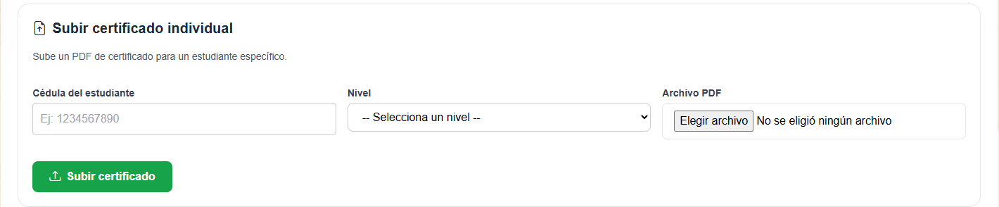 Subir certificado individual
Sube un PDF de certificado para un estudiante específico.
Cédula del estudiante
Nivel
Archivo PDF
Ej: 1234567890
-- Selecciona un nivel --
Elegir archivo No se eligió ningún archivo
Subir certificado